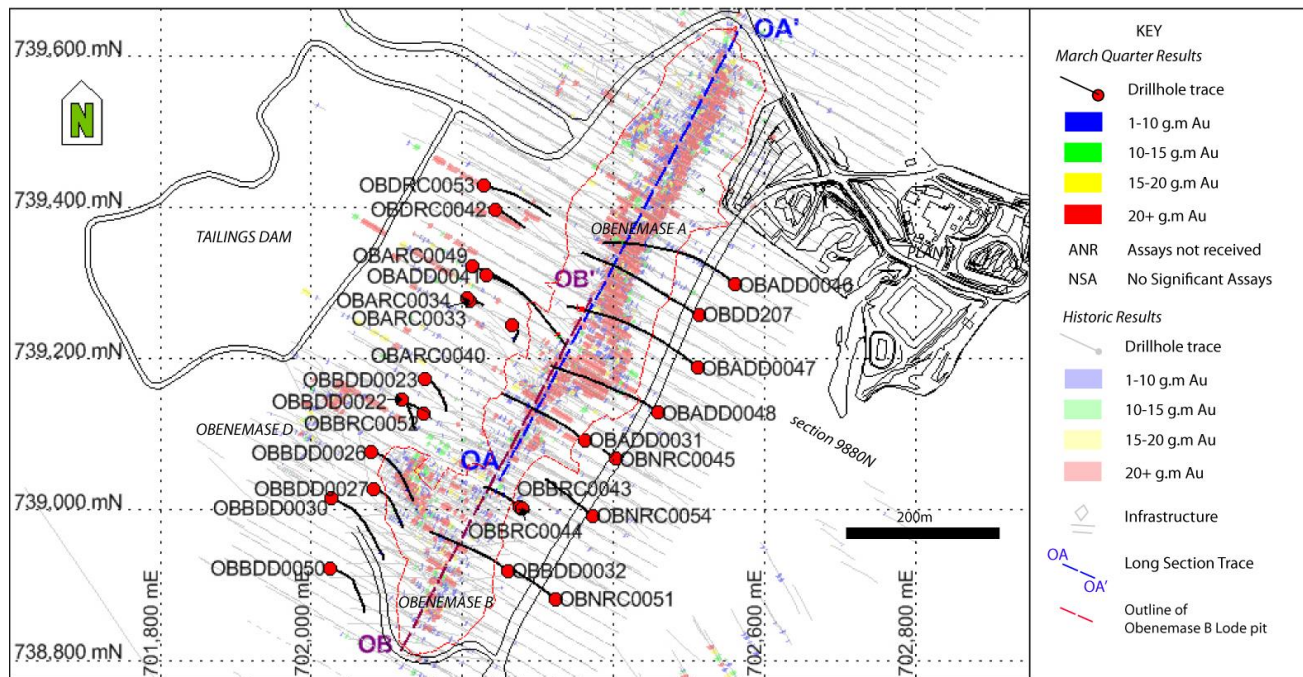 OA'
739,600 mN
N
OBDRC0053
739,400 mN
OBDRC0042
OBENEMASE A
TAILINGS DAM
PLANT
OBARC0049
OBADD0041
OB'
OBADD0046
OBARC0034
OBDD207
OBARC0033
739,200 mN
OBARC0040
OBADD0047
OBBDD0023
OBBDD0022
OBADD0048
OBBRC0052
OBENEMASE D
section 9880N
OBADD0031
OBBDD0026
OA
OBNRC0045
OBBDD0027
OBBRC0043
739,000 mN
OBBDD0030
OBNRC0054
OBBRC0044
200m
OBBDD0050
OBBDD0032
OBENEMASE B
OBNRC0051
OB
738,800 mN
701,800 mE
702,000 mE
702,600 mE
702,800 mE
KEY
March Quarter Results
Drillhole trace
1-10 g.m Au
10-15 g.m Au
15-20 g.m Au
20+ g.m Au
ANR Assays not received
NSA No Significant Assays
Historic Results
Drillhole trace
1-10 g.m Au
10-15 g.m Au
15-20 g.m Au
20+ g.m Au
Infrastructure
OA
Long Section Trace
OA'
Outline of
Obenemase B Lode pit